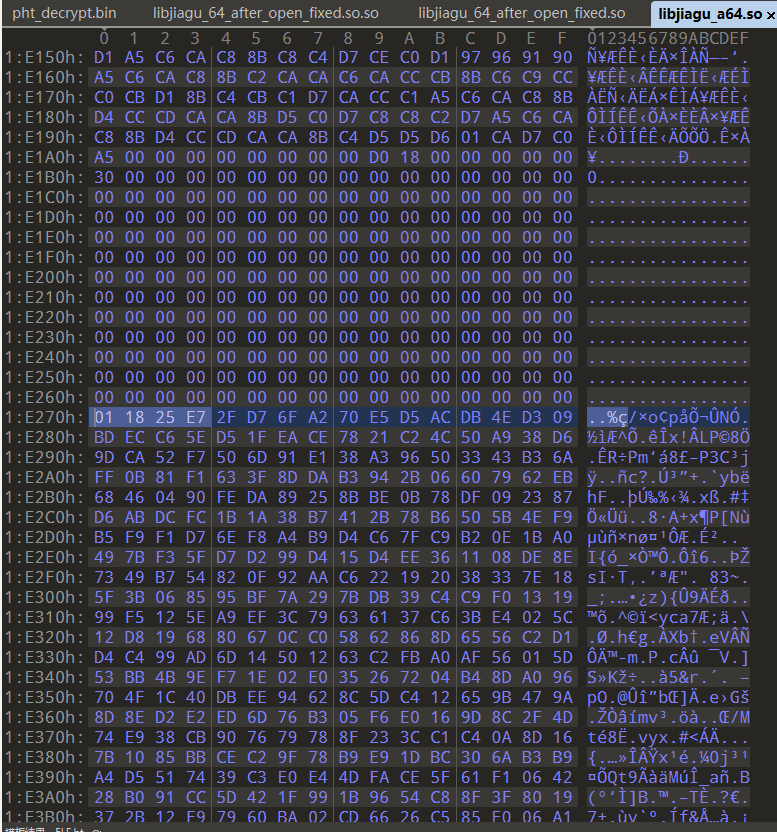 pht_decrypt.bin libjiagu_64_after_open_fixed.so.so libjiagu_64_after_open_fixed.so libjiagu_a64.so ×
0 1 2 3 4 5 6 7 8 9 A B C D E F 0123456789ABCDEF
1:E150h: D1 A5 C6 CA C8 8B C8 C4 D7 CE C0 D1 97 96 91 90 Ñ¥ÆÊÈ‹ÈÄ×ÎÀÑ—–‘.
1:E160h: A5 C6 CA C8 8B C2 CA CA C2 C9 C0 8B C6 C9 CC
1:E170h: C0 CB D1 8B C4 CB C1 D7 CA CC C1 A5 C6 CA C8 8B ÀËÑ‹ÄËÁ×ÊÌÁ¥ÆÊÈ‹
1:E180h: D4 CC CD CA CA 8B D5 C0 D7 C8 C8 C2 D7 A5 C6 CA
1:E190h: C8 8B D4 CC CD CA CA 8B C4 D5 D5 D6 01 CA D7 C0 È‹ÔÌÍÊÊ‹ÄÕÕÖ.Ê×À
1:E1A0h: A5 00 00 00 00 00 00 00 D0 18 00 00 00 00 00 00 ¥.......Ð.......
1:E1B0h: 30 00 00 00 00 00 00 00 00 00 00 00 00 00 00 00 0...............
1:E1C0h: 00 00 00 00 00 00 00 00 00 00 00 00 00 00 00 00 ................
1:E1D0h: 00 00 00 00 00 00 00 00 00 00 00 00 00 00 00 00 ................
1:E1E0h: 00 00 00 00 00 00 00 00 00 00 00 00 00 00 00 00 ................
1:E1F0h: 00 00 00 00 00 00 00 00 00 00 00 00 00 00 00 00 ................
1:E200h: 00 00 00 00 00 00 00 00 00 00 00 00 00 00 00 00 ................
1:E210h: 00 00 00 00 00 00 00 00 00 00 00 00 00 00 00 00 ................
1:E220h: 00 00 00 00 00 00 00 00 00 00 00 00 00 00 00 00 ................
1:E230h: 00 00 00 00 00 00 00 00 00 00 00 00 00 00 00 00 ................
1:E240h: 00 00 00 00 00 00 00 00 00 00 00 00 00 00 00 00 ................
1:E250h: 00 00 00 00 00 00 00 00 00 00 00 00 00 00 00 00 ................
1:E260h: 00 00 00 00 00 00 00 00 00 00 00 00 00 00 00 00 ................
1:E270h: 01 18 25 E7 2F D7 6F A2 70 E5 D5 AC DB 4E D3 09 ..%ç/×o¢påÕ¬ÛNÓ.
1:E280h: BD EC C6 5E D5 1F EA CE 78 21 C2 4C 50 A9 38 D6 ½ìÆ^Õ.êÎx!ÂLP©8Ö
1:E290h: 9D CA 52 F7 50 6D 91 E1 38 A3 96 50 33 43 B3 6A
1:E2A0h: FF 0B 81 F1 63 3F 8D DA B3 94 2B 06 60 79 62 EB ÿ..ñc?.Ú³”+.`ybë
1:E2B0h: 68 46 04 90 FE DA 89 25 8B BE 0B 78 DF 09 23 87 hF..þÚ‰%‹¾.xß.#‡
1:E2C0h: D6 AB DC FC 1B 1A 38 B7 41 2B 78 B6 50 5B 4E F9 Ö«Üü..8·A+x¶P[Nù
1:E2D0h: B5 F9 F1 D7 6E F8 A4 B9 D4 C6 7F C9 B2 0E 1B A0
1:E2E0h: 49 7B F3 5F D7 D2 99 D4 15 D4 EE 36 11 08 DE 8E I{ó_×Ò™Ô.Ôî6..ÞŽ
1:E2F0h: 73 49 B7 54 82 0F 92 AA C6 22 19 20 38 33 7E 18 sI·T‚.’ªÆ". 83~.
1:E300h: 5F 3B 06 85 95 BF 7A 29 7B DB 39 C4 C9 F0 13 19 _;.…•¿z){Û9ÄÉð..
1:E310h: 99 F5 12 5E A9 EF 3C 79 63 61 37 C6 3B E4 02 5C ™õ.^©ï<yca7Æ;ä.\
1:E320h: 12 D8 19 68 80 67 0C C0 58 62 86 8D 65 56 C2 D1 .Ø.h€g.ÀXb†.eVÂÑ
1:E330h: D4 C4 99 AD 6D 14 50 12 63 C2 FB A0 AF 56 01 5D
1:E340h: 53 BB 4B 9E F7 1E 02 E0 35 26 72 04 B4 8D A0 96
1:E350h: 70 4F 1C 40 DB EE 94 62 8C 5D C4 12 65 9B 47 9A pO.@Ûî”bŒ]Ä.e›Gš
1:E360h: 8D 8E D2 E2 ED 6D 76 B3 05 F6 E0 16 9D 8C 2F 4D .ŽÒâímv³.öà..Œ/M
1:E370h: 74 E9 38 CB 90 76 79 78 8F 23 3C C1 C4 0A 8D 16 té8Ë.vyx.#<ÁÄ...
1:E380h: 7B 10 85 BB CE C2 9F 78 B9 E9 1D BC 30 6A B3 B9 {.…»ÎÂŸx¹é.¼0j³¹
1:E390h: A4 D5 51 74 39 C3 E0 E4 4D FA CE 5F 61 F1 06 42 ¤ÕQt9ÃàäMúÎ_añ.B
1:E3A0h: 28 B0 91 CC 5D 42 1F 99 1B 96 54 C8 8F 3F 80 19
1:E3B0h: 37 2B 12 E9 79 60 BA 02 CD 66 26 C5 85 E0 06 A1